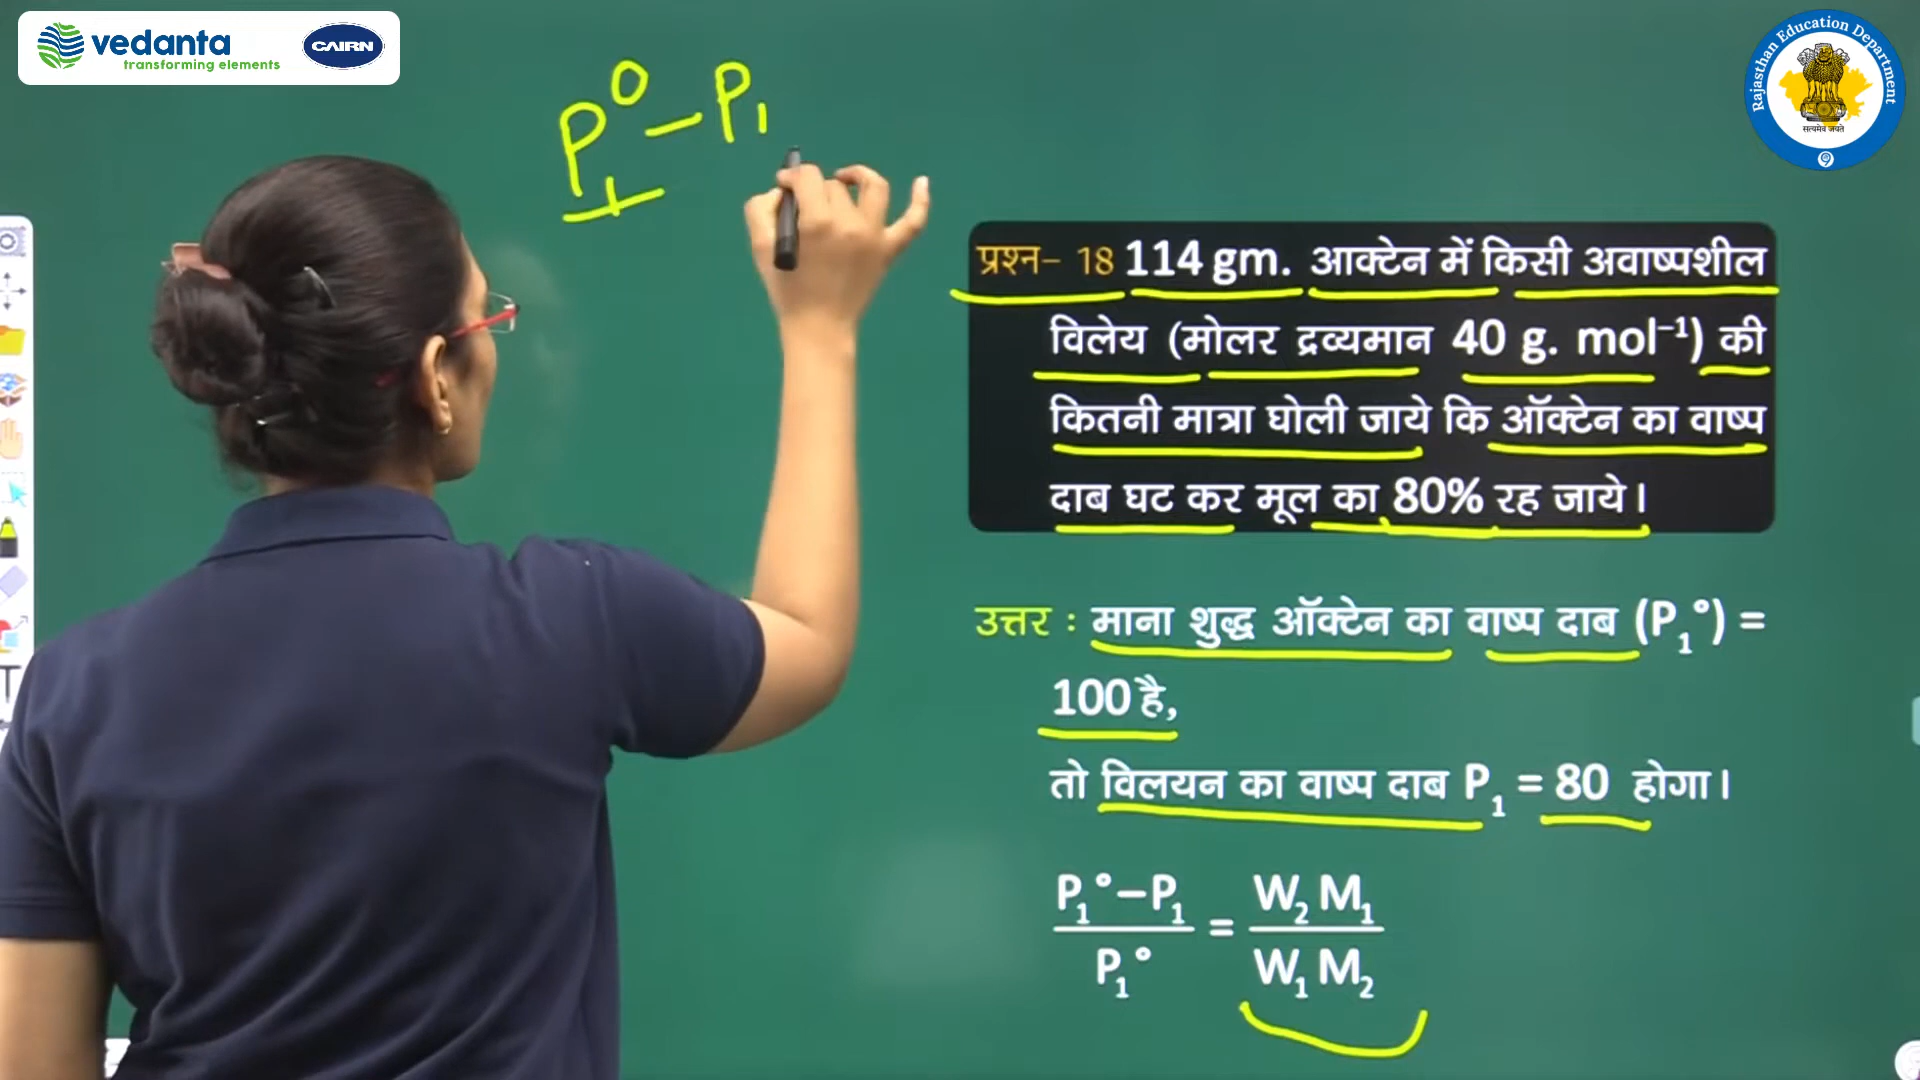 vedanta
transforming elements
CAIRN
Rajasthan Education Department
सत्यमेव जयते
P₁⁰ – P₁
प्रश्न– 18 114 gm. आक्टेन में किसी अवाष्पशील
विलेय (मोलर द्रव्यमान 40 g. mol⁻¹) की
कितनी मात्रा घोली जाये कि ऑक्टेन का वाष्प
दाब घट कर मूल का 80% रह जाये।
उत्तर : माना शुद्ध ऑक्टेन का वाष्प दाब (P₁°) =
100 है,
तो विलयन का वाष्प दाब P₁ = 80 होगा।
P₁°–P₁ = W₂ M₁
P₁° W₁ M₂